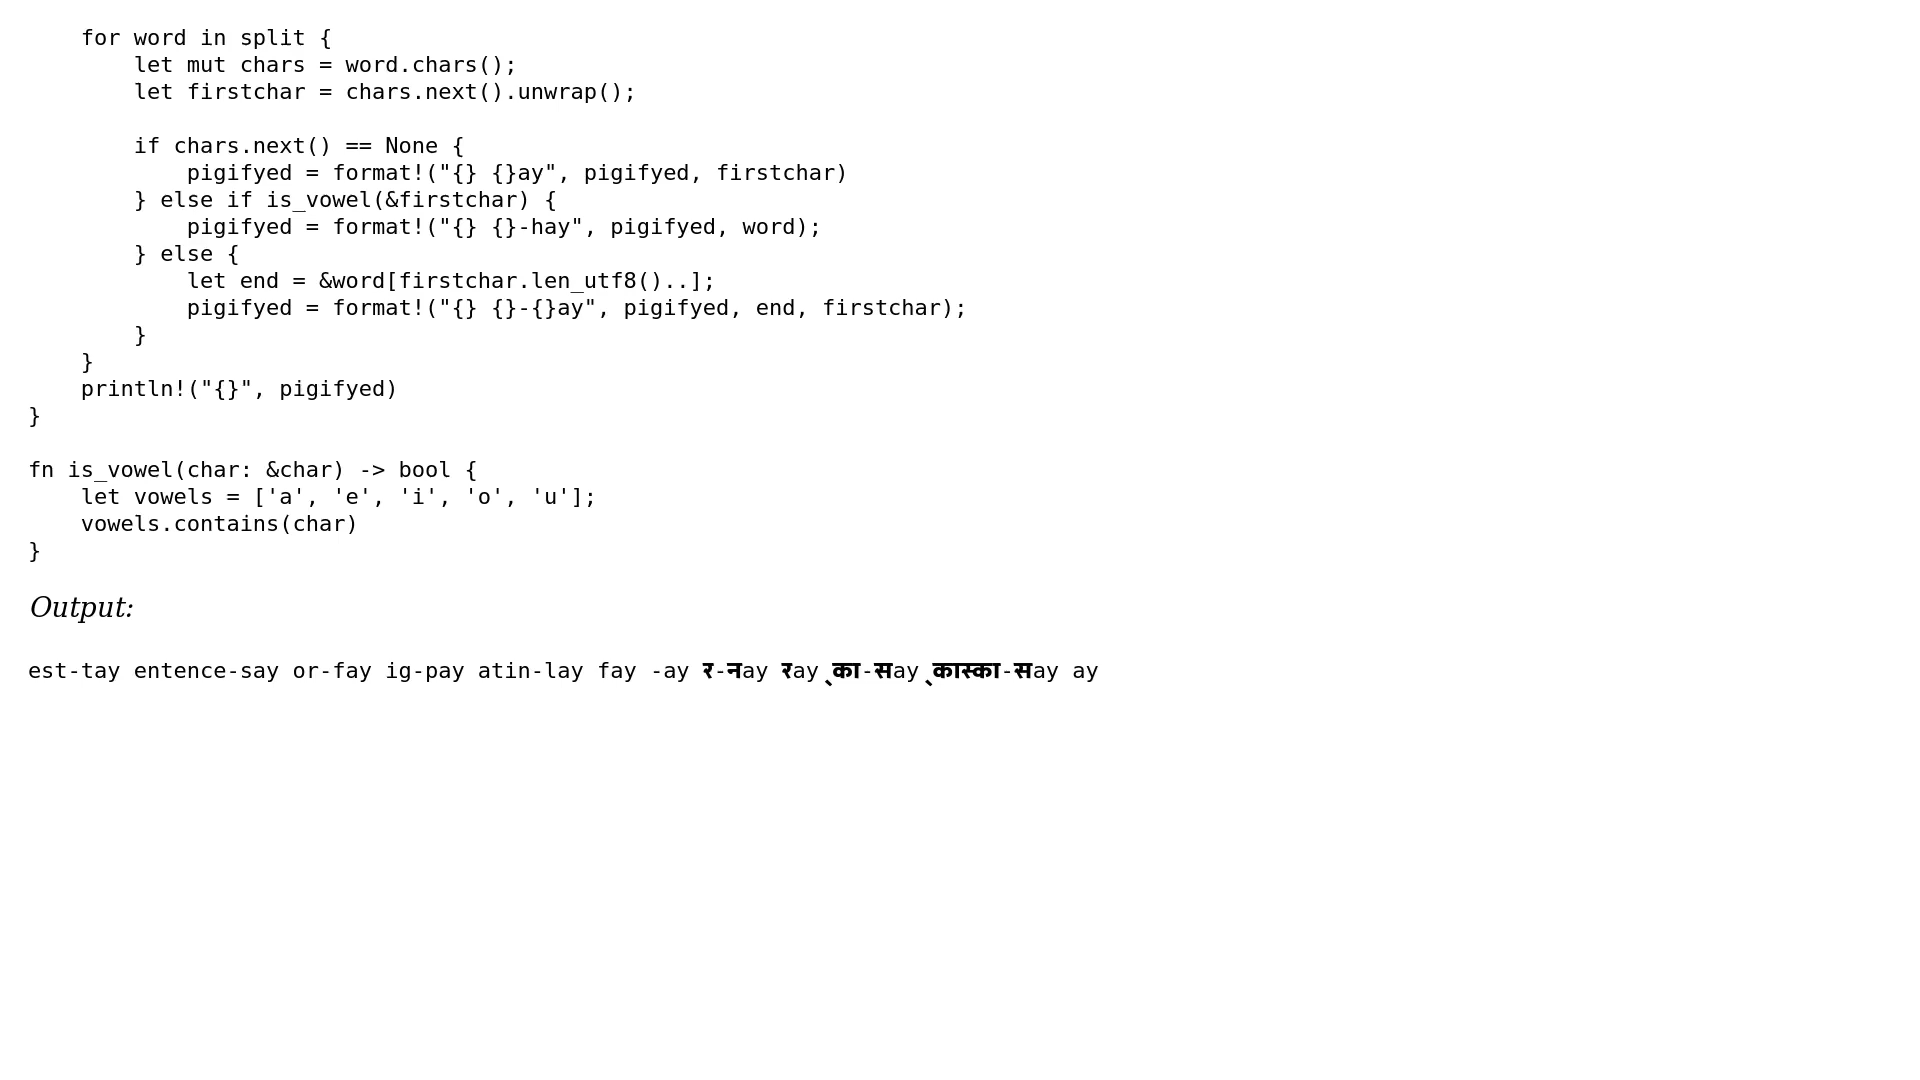 for word in split {
let mut chars = word.chars();
let firstchar = chars.next().unwrap();
if chars.next() == None {
pigifyed = format!("{} {}ay", pigifyed, firstchar)
} else if is_vowel(&firstchar) {
pigifyed = format!("{} {}-hay", pigifyed, word);
} else {
let end = &word[firstchar.len_utf8()..];
pigifyed = format!("{} {}-{}ay", pigifyed, end, firstchar);
}
}
println!("{}", pigifyed)
}
fn is_vowel(char: &char) -> bool {
let vowels = ['a', 'e', 'i', 'o', 'u'];
vowels.contains(char)
}
Output:
est-tay entence-say or-fay ig-pay atin-lay fay -ay र-नay रay ्का-सay ्कास्का-सay ay